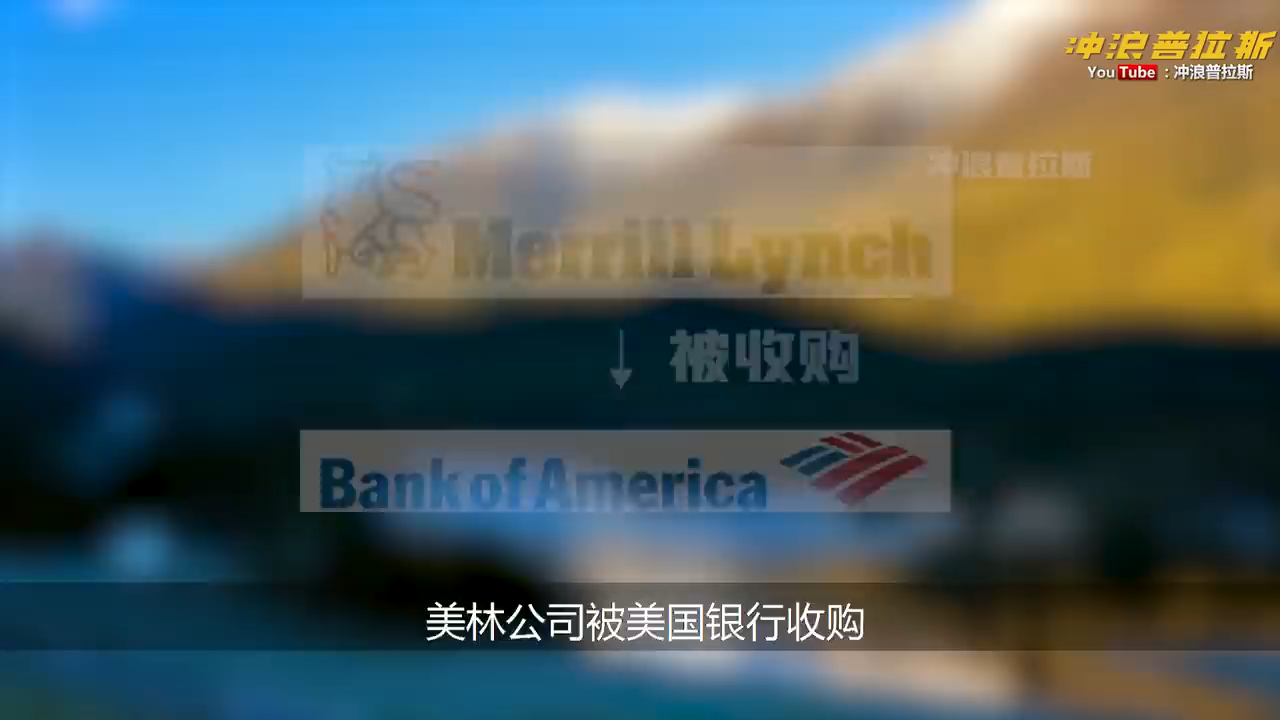 冲浪普拉斯
YouTube：冲浪普拉斯
冲浪普拉斯
Merrill Lynch
被收购
Bank of America
美林公司被美国银行收购